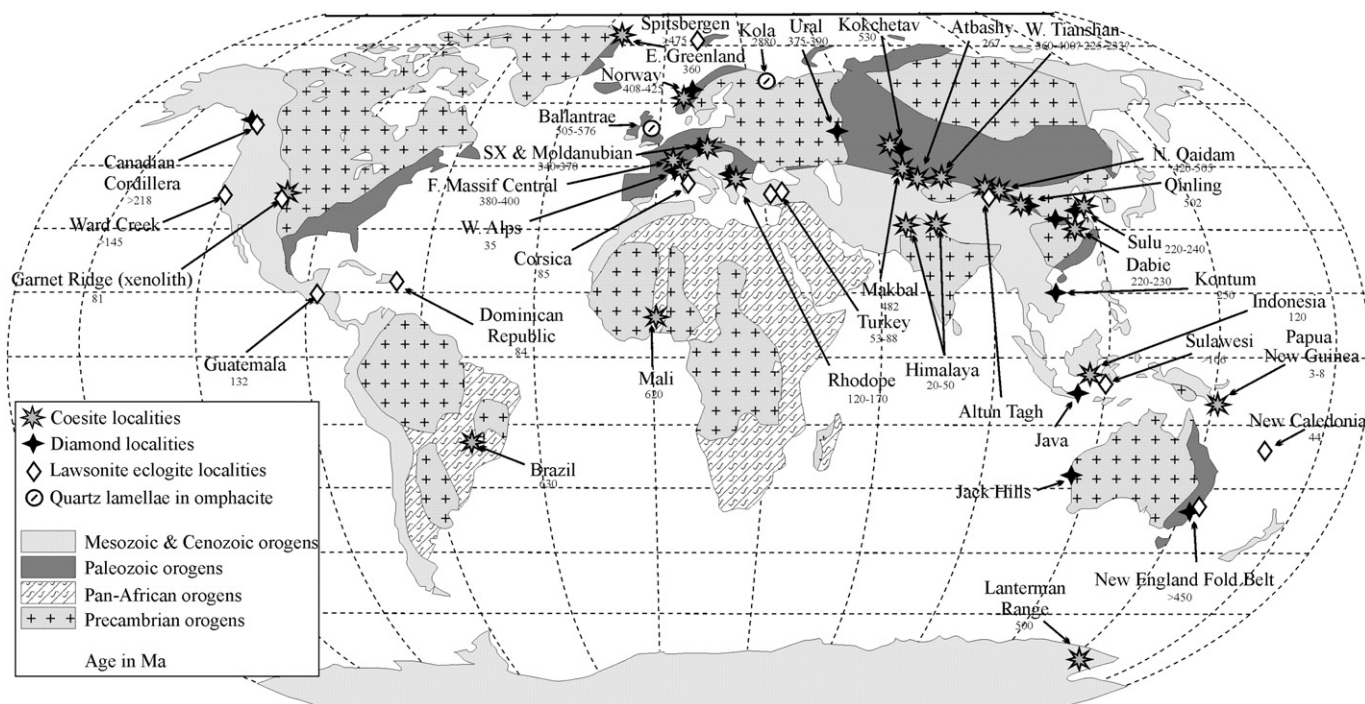 Spitsbergen
>475
E. Greenland
360
Norway
408-425
Kola
2880
Ural
375-390
Kokchetav
530
Atbashy
267
W. Tianshan
Ballantrae
505-576
SX & Moldanubian
340-370
F. Massif Central
380-400
W. Alps
35
Corsica
85
Canadian
Cordillera
>218
Ward Creek
>145
Garnet Ridge (xenolith)
81
Guatemala
132
Dominican
Republic
84
Brazil
630
Mali
620
Rhodope
120-170
Turkey
53-88
Makbal
482
Himalaya
20-50
Altun Tagh
N. Qaidam
420-505
Qinling
502
Sulu
220-240
Dabie
220-230
Kontum
250
Indonesia
120
Sulawesi
Papua
New Guinea
3-8
Java
New Caledonia
44
Jack Hills
New England Fold Belt
>450
Lanterman
Range
500
Coesite localities
Diamond localities
Lawsonite eclogite localities
Quartz lamellae in omphacite
Mesozoic & Cenozoic orogens
Paleozoic orogens
Pan-African orogens
Precambrian orogens
Age in Ma